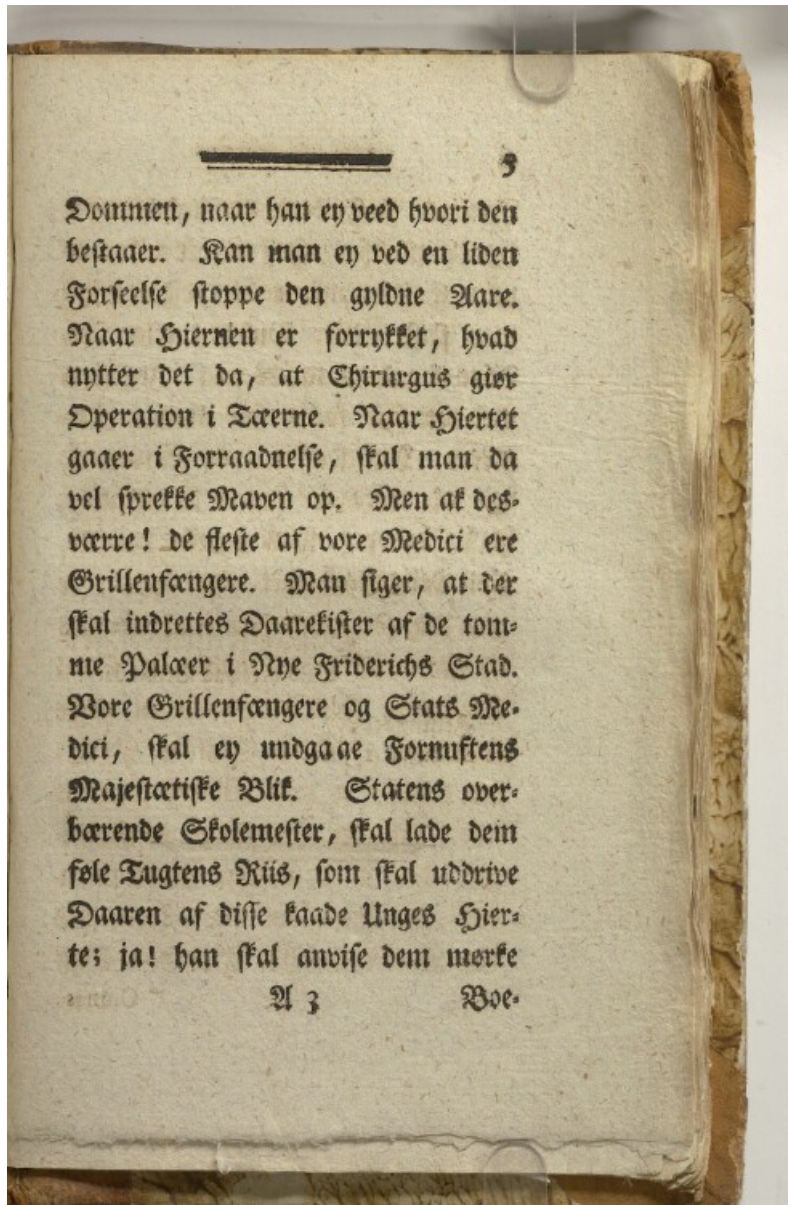 5
Dommen, naar han ey veed hvori den
bestaaer. Kan man ey ved en liden
Forseelse stoppe den gyldne Aare.
Naar Hiernen er forrykket, hvad
nytter det da, at Chirurgus giør
Operation i Tæerne. Naar Hiertet
gaaer i Forraadnelse, skal man da
vel sprekke Maven op. Men ak des-
værre! de fleste af vore Medici ere
Grillenfængere. Man siger, at der
skal indrettes Daarekister af de tom-
me Palæer i Nye Friderichs Stad.
Vore Grillenfængere og Stats Me-
dici, skal ey undgaae Fornuftens
Majestætiske Blik. Statens over-
bærende Skolemester, skal lade dem
føle Tugtens Riis, som skal uddrive
Daaren af disse kaade Unges Hier-
te; ja! han skal anvise dem mørke
A 3 Boe-